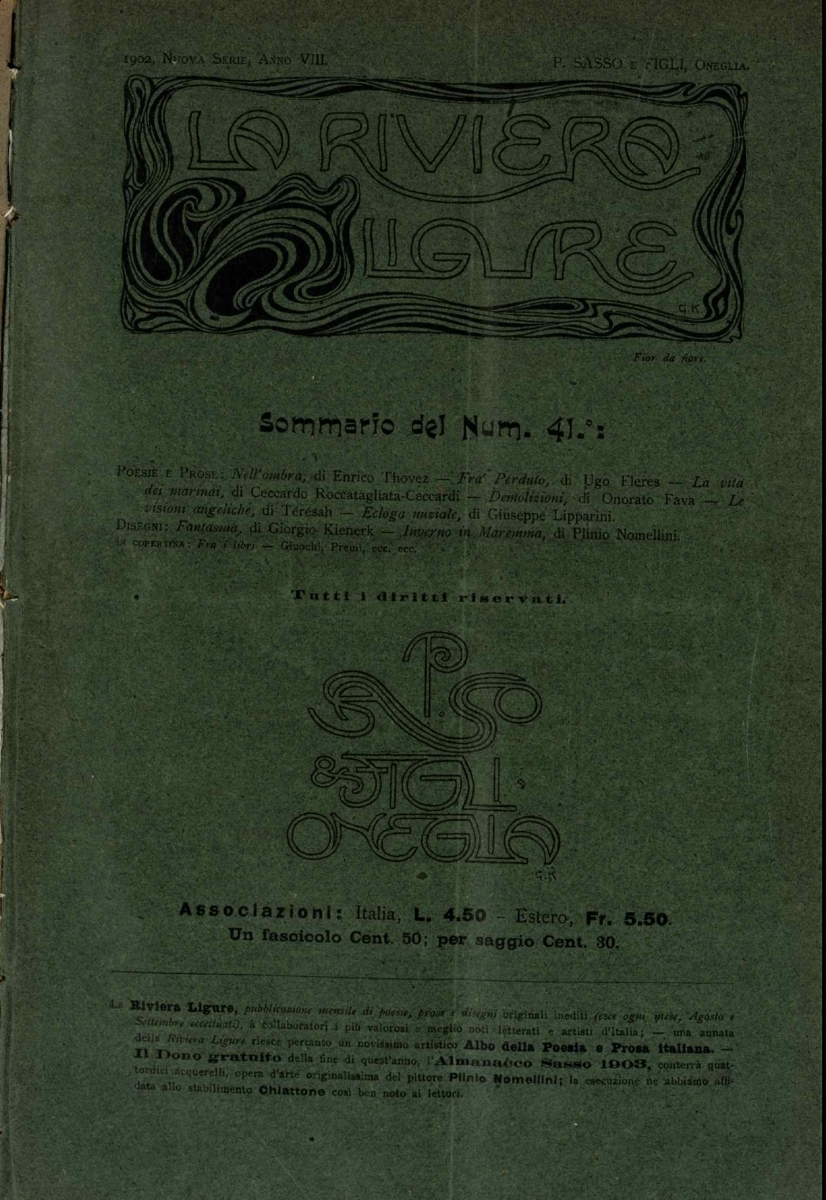 1902, Nuova Serie, Anno VIII.
P. SASSO e FIGLI, Oneglia.
LA RIVIERA
LIGURE
G. K.
Fior da fiore.
Sommario del Num. 41.°:
Poesie e Prose: Nell'ombra, di Enrico Thovez — Fra' Perduto, di Ugo Fleres — La vita
dei marinai, di Ceccardo Roccatagliata-Ceccardi — Demolizioni, di Onorato Fava — Le
visioni angeliche, di Térésah — Ecloga nuziale, di Giuseppe Lipparini.
Disegni: Fantasma, di Giorgio Kienerk — Inverno in Maremma, di Plinio Nomellini.
In copertina: Fra i libri — Giuochi, Premi, ecc. ecc.
Tutti i diritti riservati.
P. SASSO
& FIGLI
ONEGLIA
G. K
Associazioni: Italia, L. 4.50 - Estero, Fr. 5.50.
Un fascicolo Cent. 50; per saggio Cent. 30.
La Riviera Ligure, pubblicazione mensile di poesie, prose e disegni originali inediti (esce ogni mese, Agosto e
Settembre eccettuati), à collaboratori i più valorosi e meglio noti letterati e artisti d'Italia; — una annata
della Riviera Ligure riesce pertanto un novissimo artistico Albo della Poesia e Prosa italiana. —
Il Dono gratuito della fine di quest'anno, l'Almanacco Sasso 1903, conterrà quat-
tordici acquerelli, opera d'arte originalissima del pittore Plinio Nomellini; la esecuzione ne abbiamo affi-
data allo stabilimento Chiattone così ben noto ai lettori.